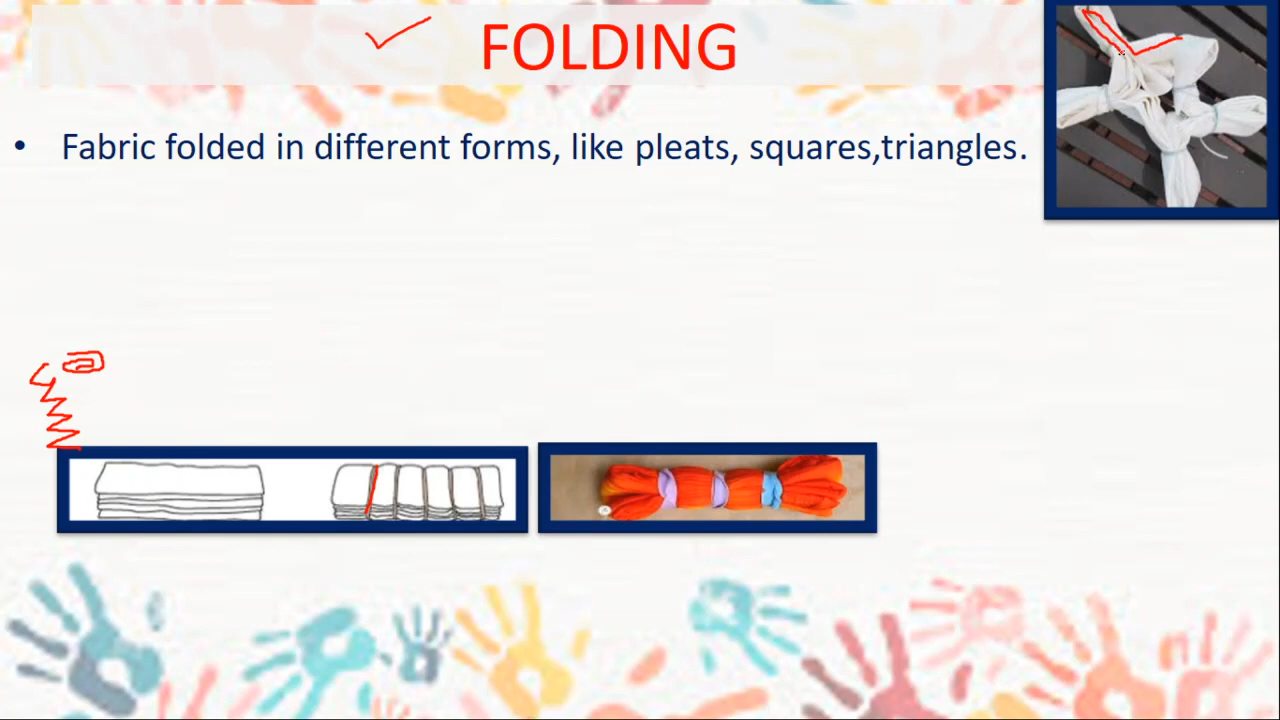 FOLDING
• Fabric folded in different forms, like pleats, squares,triangles.